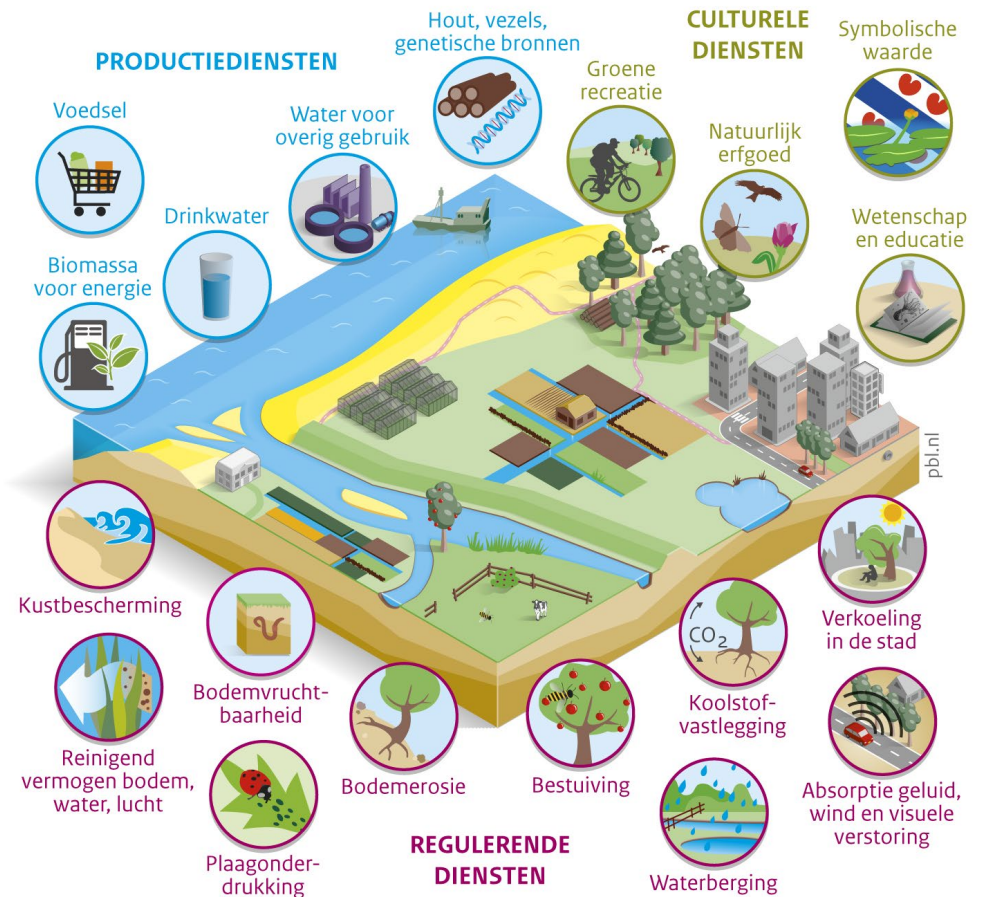 PRODUCTIEDIENSTEN
Voedsel
Drinkwater
Biomassa
voor energie
Water voor
overig gebruik
Hout, vezels,
genetische bronnen
CULTURELE
DIENSTEN
Groene
recreatie
Natuurlijk
erfgoed
Symbolische
waarde
Wetenschap
en educatie
pbl.nl
Kustbescherming
Reinigend
vermogen bodem,
water, lucht
Bodemvrucht-
baarheid
Plaagonder-
drukking
Bodemerosie
Bestuiving
CO2
Koolstof-
vastlegging
Waterberging
Verkoeling
in de stad
Absorptie geluid,
wind en visuele
verstoring
REGULERENDE
DIENSTEN